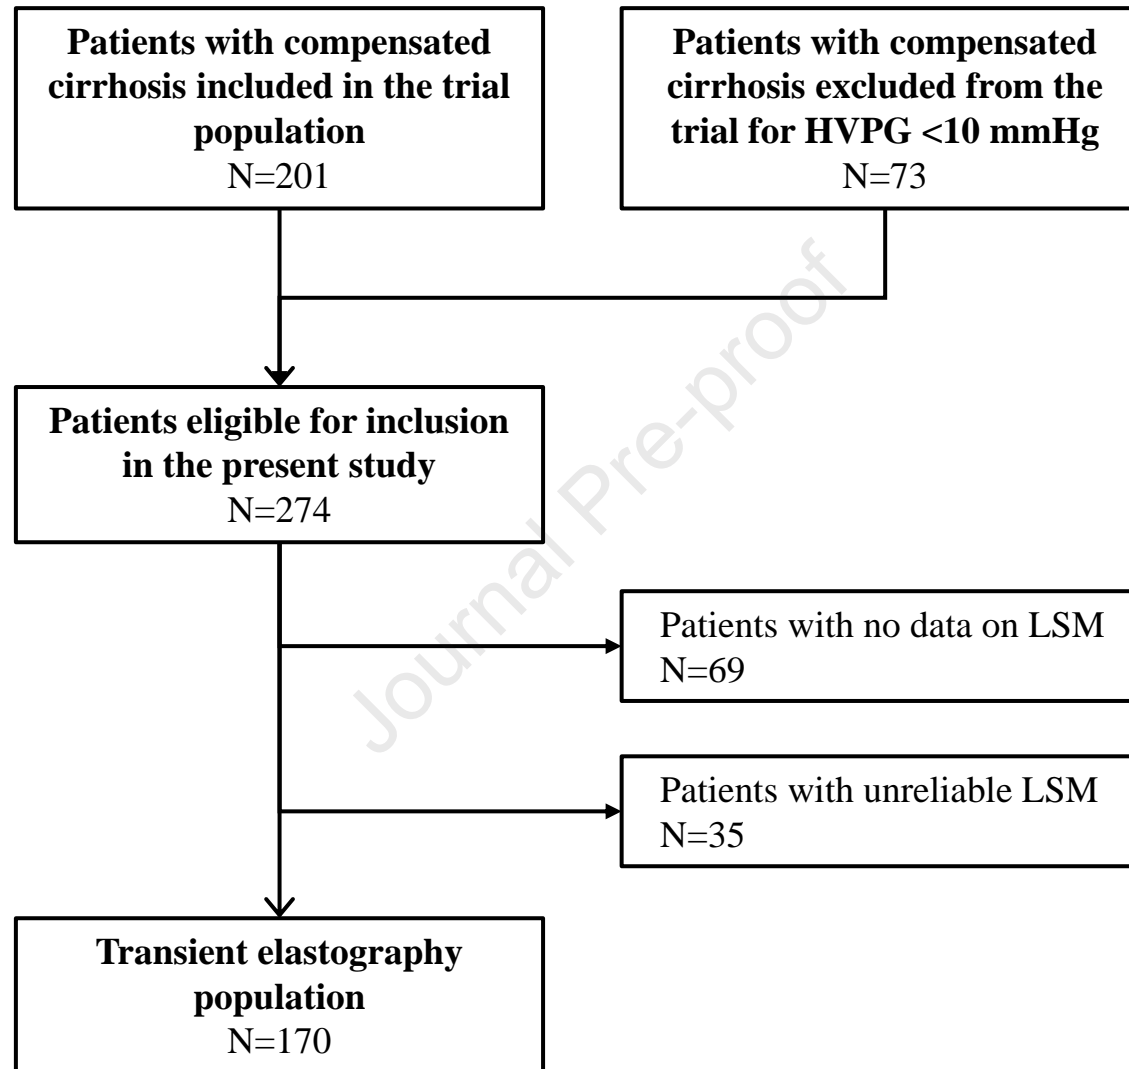 Patients with compensated
cirrhosis included in the trial
population
N=201
Patients with compensated
cirrhosis excluded from the
trial for HVPG <10 mmHg
N=73
Patients eligible for inclusion
in the present study
N=274
Journal Pre-proof
Patients with no data on LSM
N=69
Patients with unreliable LSM
N=35
Transient elastography
population
N=170